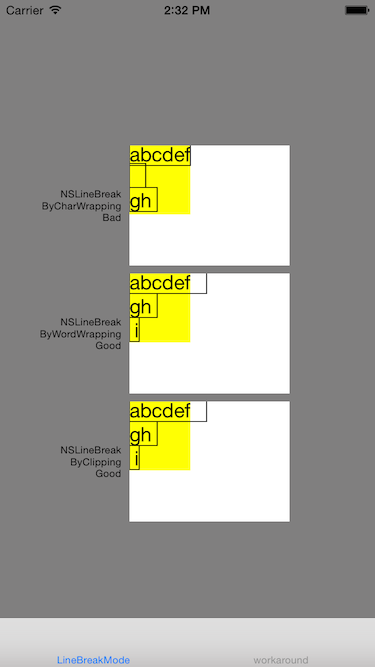 Carrier 2:32 PM
abcdef
NSLineBreak
ByCharWrapping
Bad
gh
abcdef
NSLineBreak
ByWordWrapping
Good
gh
i
abcdef
NSLineBreak
ByClipping
Good
gh
i
LineBreakMode workaround